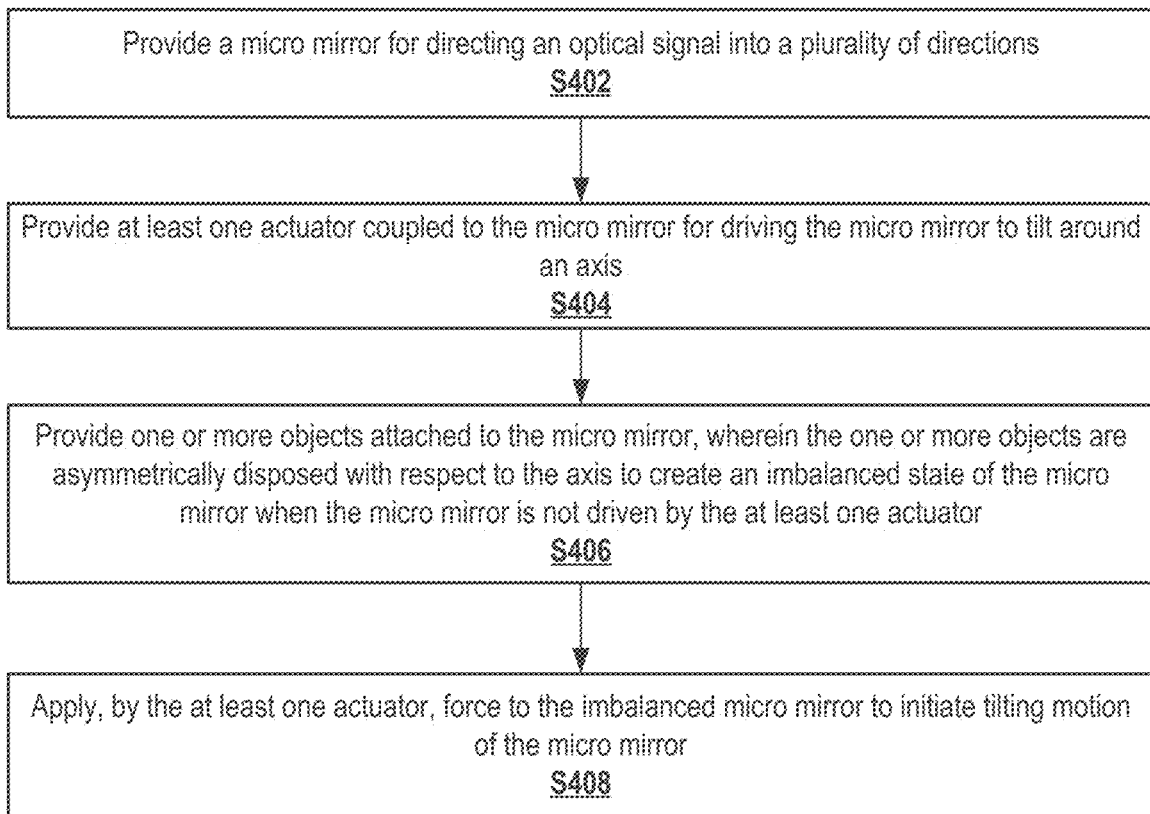 Provide a micro mirror for directing an optical signal into a plurality of directions
S402
Provide at least one actuator coupled to the micro mirror for driving the micro mirror to tilt around
an axis
S404
Provide one or more objects attached to the micro mirror, wherein the one or more objects are
asymmetrically disposed with respect to the axis to create an imbalanced state of the micro
mirror when the micro mirror is not driven by the at least one actuator
S406
Apply, by the at least one actuator, force to the imbalanced micro mirror to initiate tilting motion
of the micro mirror
S408